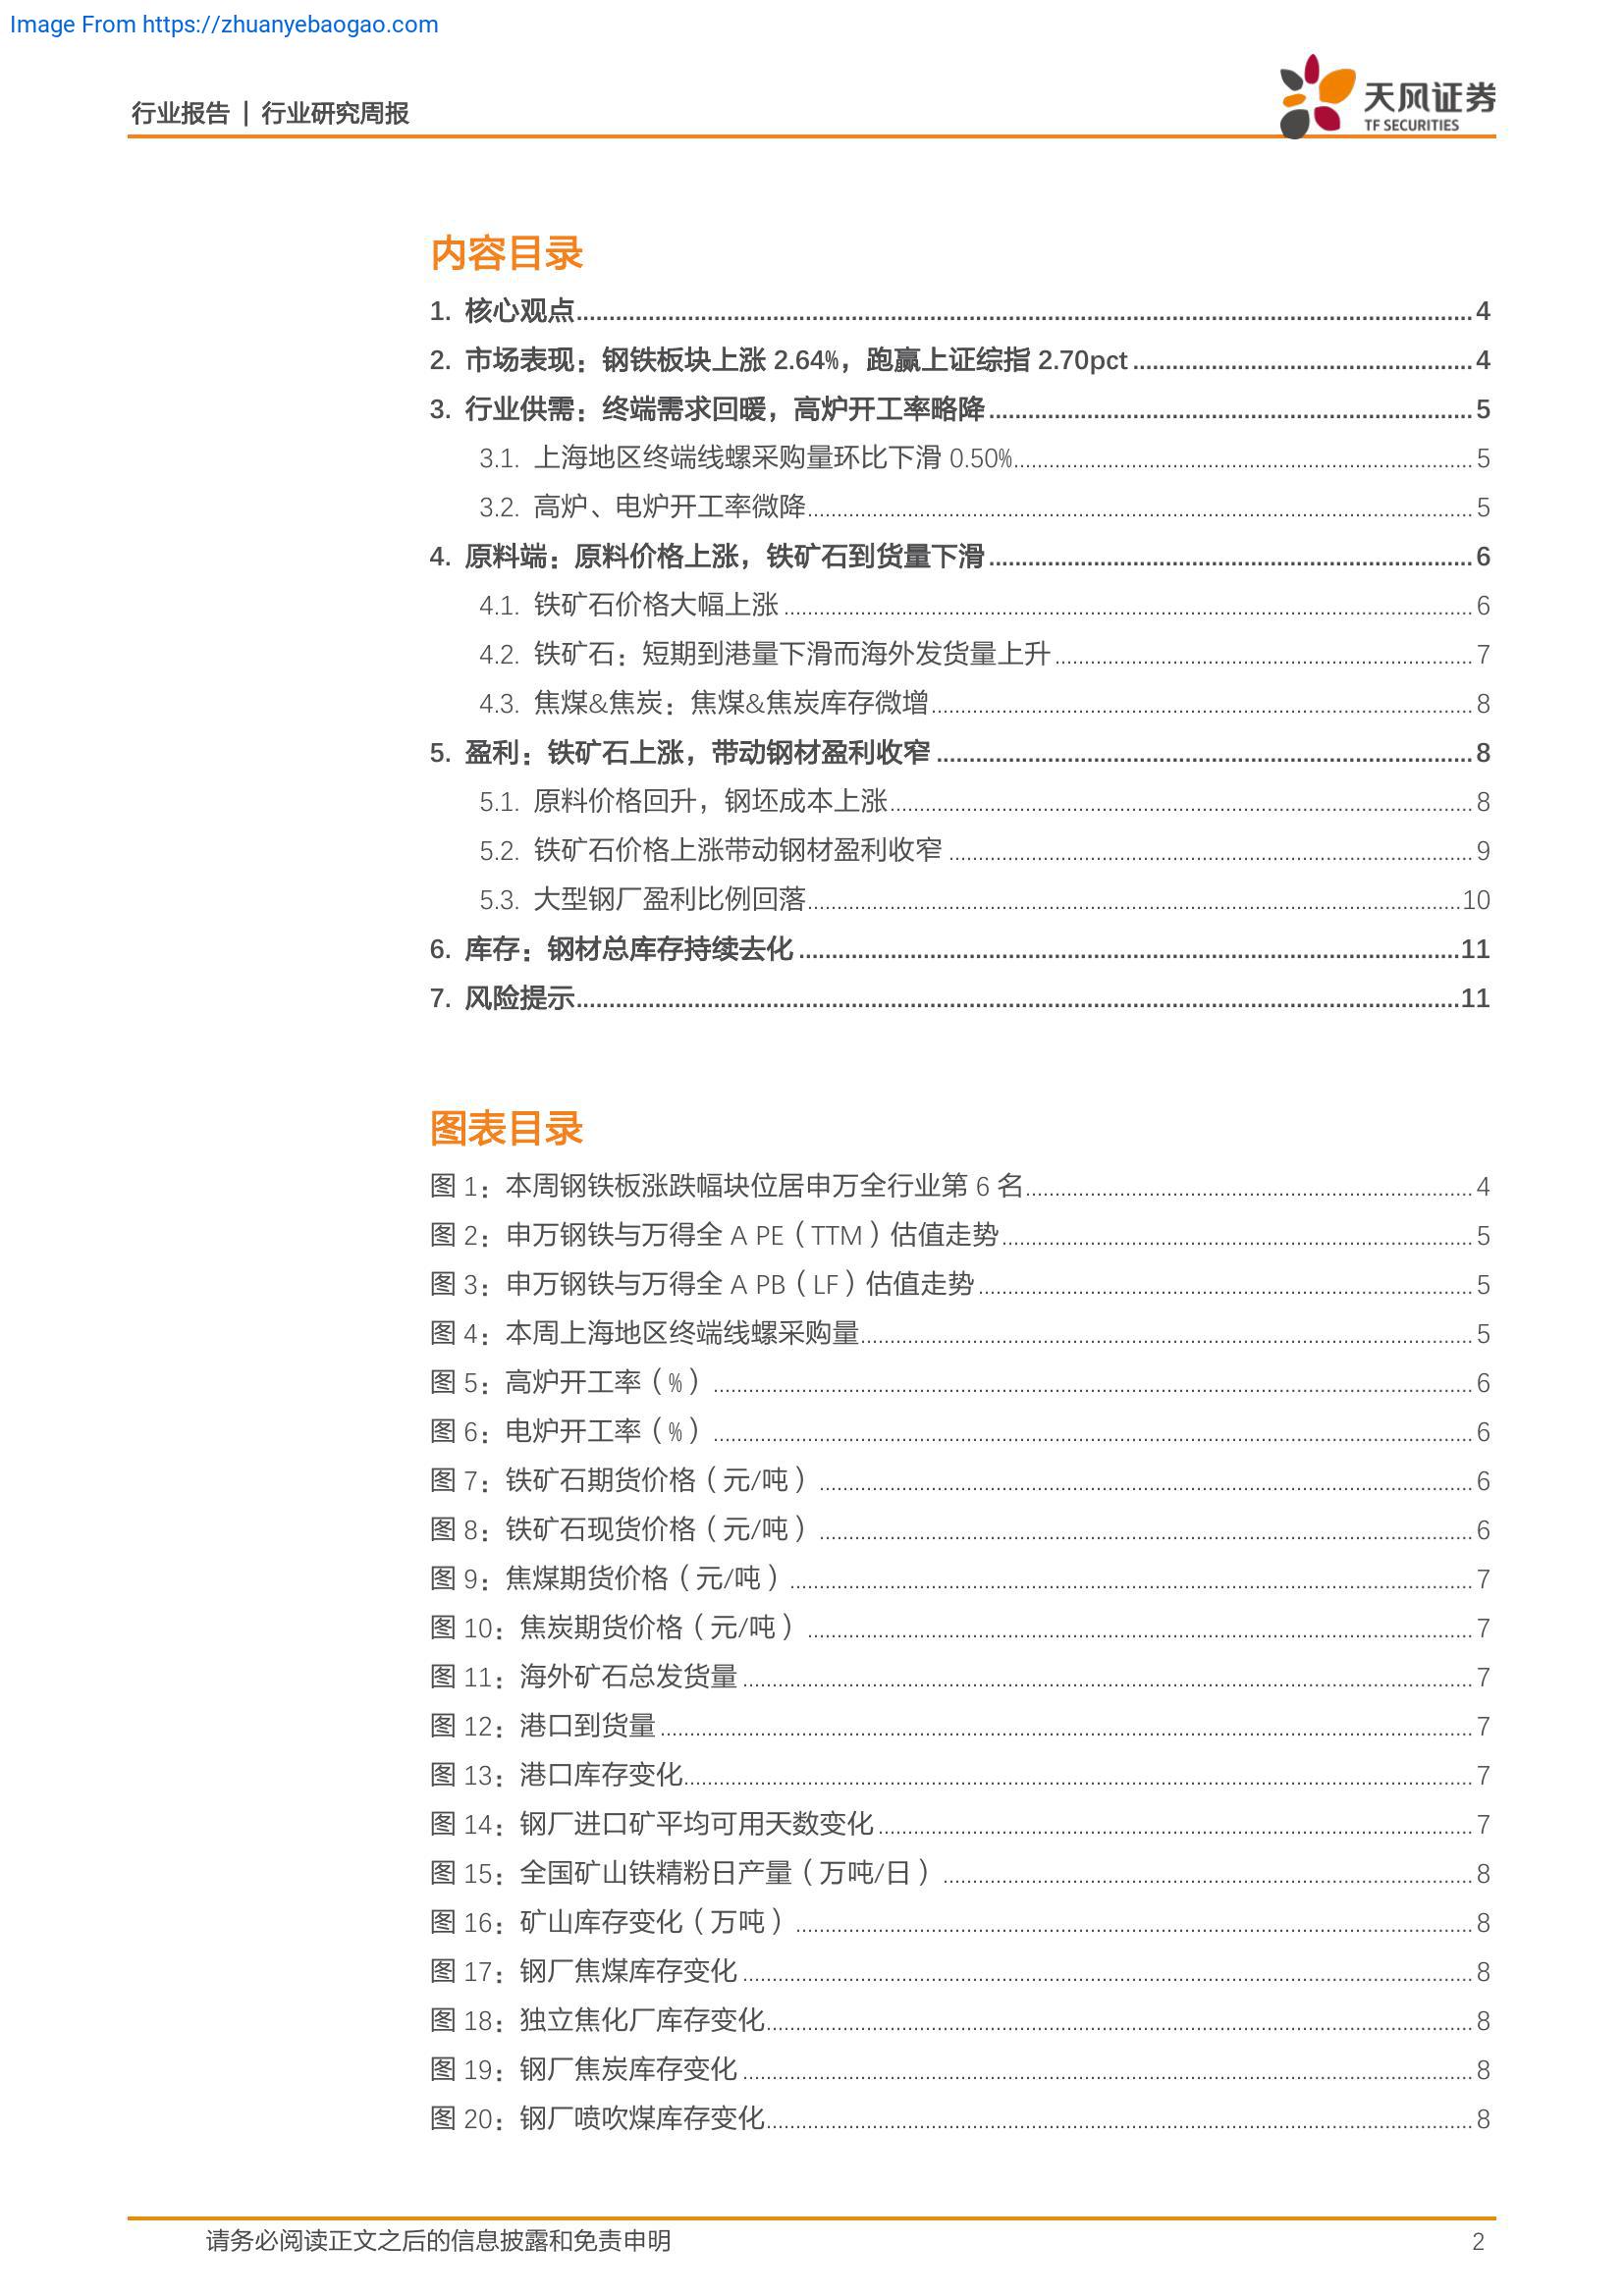 Image From https://zhuanyebaogao.com
行业报告 | 行业研究周报
天风证券
TF SECURITIES
内容目录
1. 核心观点 4
2. 市场表现：钢铁板块上涨 2.64%，跑赢上证综指 2.70pct 4
3. 行业供需：终端需求回暖，高炉开工率略降 5
3.1. 上海地区终端线螺采购量环比下滑 0.50% 5
3.2. 高炉、电炉开工率微降 5
4. 原料端：原料价格上涨，铁矿石到货量下滑 6
4.1. 铁矿石价格大幅上涨 6
4.2. 铁矿石：短期到港量下滑而海外发货量上升 7
4.3. 焦煤&焦炭：焦煤&焦炭库存微增 8
5. 盈利：铁矿石上涨，带动钢材盈利收窄 8
5.1. 原料价格回升，钢坯成本上涨 8
5.2. 铁矿石价格上涨带动钢材盈利收窄 9
5.3. 大型钢厂盈利比例回落 10
6. 库存：钢材总库存持续去化 11
7. 风险提示 11
图表目录
图 1：本周钢铁板涨跌幅块位居申万全行业第 6 名 4
图 2：申万钢铁与万得全 A PE（TTM）估值走势 5
图 3：申万钢铁与万得全 A PB（LF）估值走势 5
图 4：本周上海地区终端线螺采购量 5
图 5：高炉开工率（%） 6
图 6：电炉开工率（%） 6
图 7：铁矿石期货价格（元/吨） 6
图 8：铁矿石现货价格（元/吨） 6
图 9：焦煤期货价格（元/吨） 7
图 10：焦炭期货价格（元/吨） 7
图 11：海外矿石总发货量 7
图 12：港口到货量 7
图 13：港口库存变化 7
图 14：钢厂进口矿平均可用天数变化 7
图 15：全国矿山铁精粉日产量（万吨/日） 8
图 16：矿山库存变化（万吨） 8
图 17：钢厂焦煤库存变化 8
图 18：独立焦化厂库存变化 8
图 19：钢厂焦炭库存变化 8
图 20：钢厂喷吹煤库存变化 8
请务必阅读正文之后的信息披露和免责申明 2